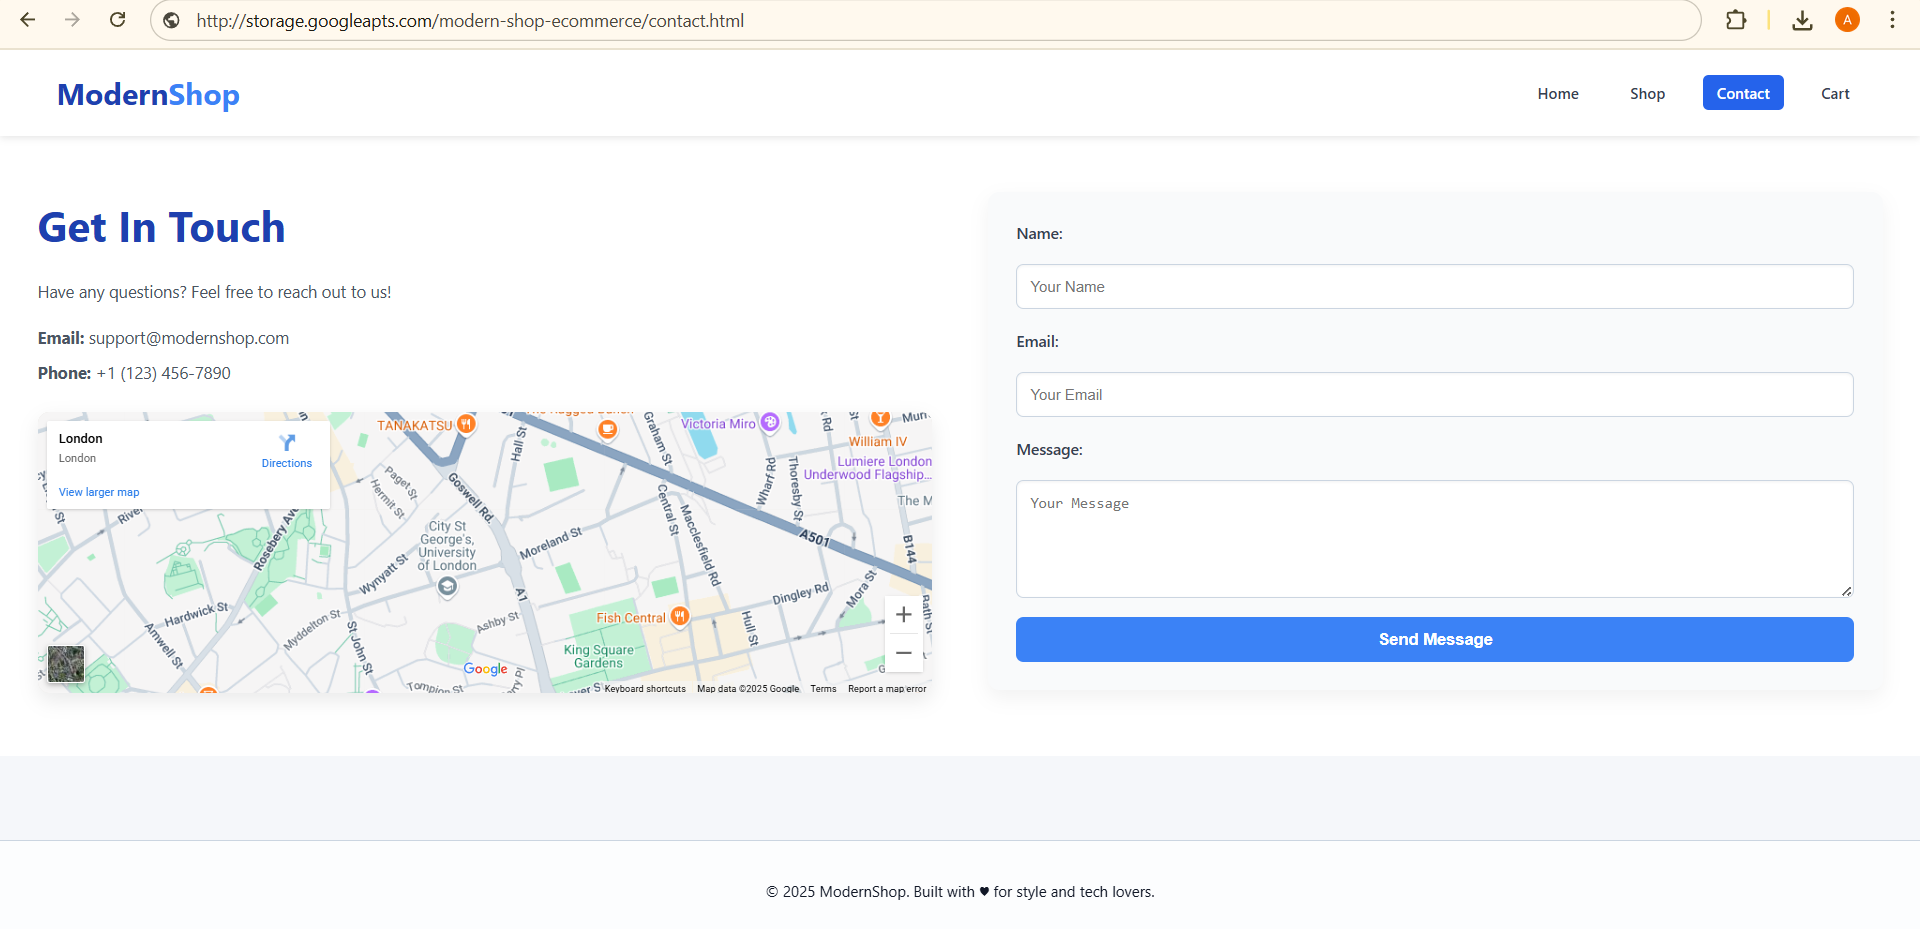 http://storage.googleapts.com/modern-shop-ecommerce/contact.html
A
ModernShop
Home
Shop
Contact
Cart
Get In Touch
Have any questions? Feel free to reach out to us!
Email: support@modernshop.com
Phone: +1 (123) 456-7890
London
London
Directions
View larger map
TANAKATSU
Victoria Miro
William IV
Lumiere London
Underwood Flagship...
The M
Hall St
Graham St
Wharf Rd
Thoresby St
Rd
St
Paget St
Hermit St
Goswell Rd
Central St
Macclesfield Rd
A501
B144
City St
George's,
University
of London
Moreland St
Rosebery Ave
Wynyatt St
A1
Dingley Rd
Mora St
Bath St
Hardwick St
Amwell St
Myddelton St
St John St
Ashby St
Fish Central
Hull St
King Square
Gardens
Google
Tompion St
Keyboard shortcuts
Map data ©2025 Google
Terms
Report a map error
Name:
Your Name
Email:
Your Email
Message:
Your Message
Send Message
© 2025 ModernShop. Built with ♥ for style and tech lovers.